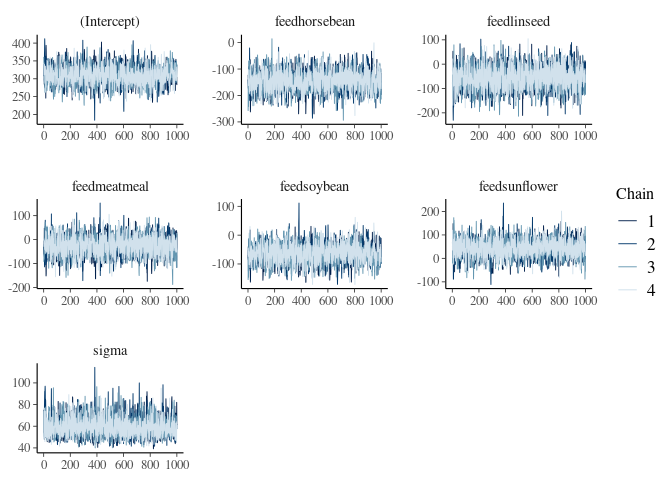 (Intercept) feedhorsebean feedlinseed
400 0 100
350 0
300 -100
250 -200 -100
200 -200
-300
0 200 400 600 800 1000 0 200 400 600 800 1000 0 200 400 600 800 1000
feedmeatmeal feedsoybean feedsunflower
100 100 200
0 0 100
-100 -100 0
-200 -100
0 200 400 600 800 1000 0 200 400 600 800 1000 0 200 400 600 800 1000
Chain
1
2
3
4
sigma
100
80
60
40
0 200 400 600 800 1000